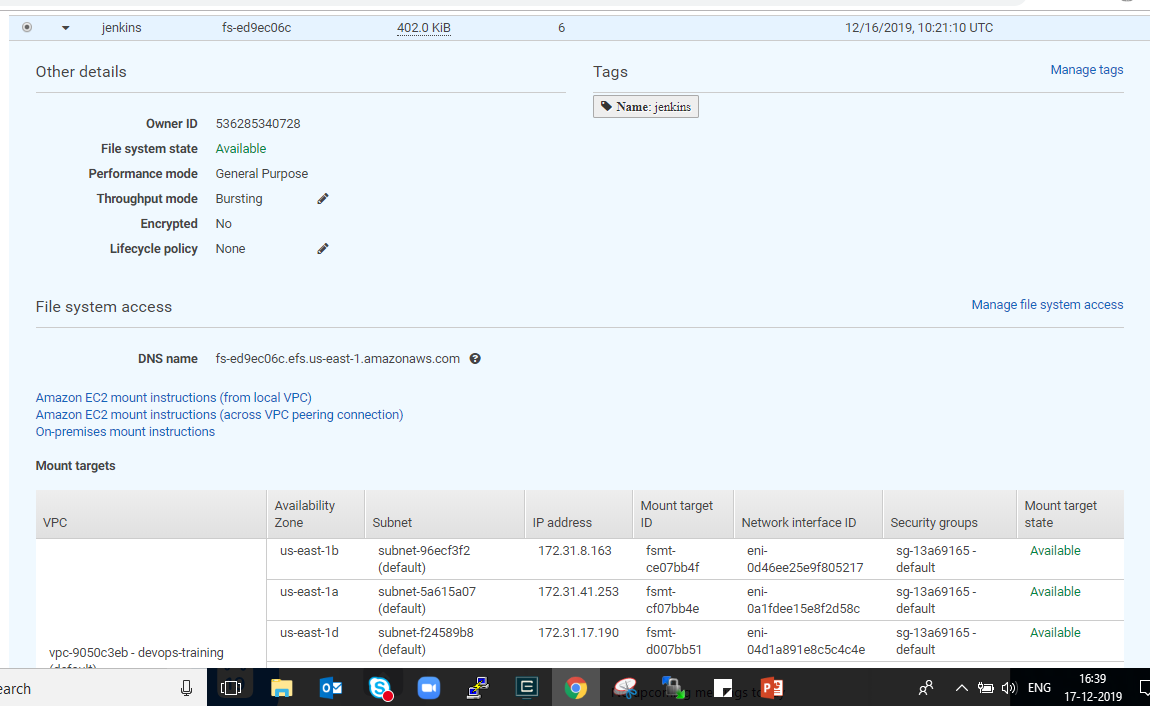 jenkins fs-ed9ec06c 402.0 KiB 6 12/16/2019, 10:21:10 UTC
Other details
Tags
Manage tags
Name: jenkins
Owner ID 536285340728
File system state Available
Performance mode General Purpose
Throughput mode Bursting
Encrypted No
Lifecycle policy None
File system access
Manage file system access
DNS name fs-ed9ec06c.efs.us-east-1.amazonaws.com
Amazon EC2 mount instructions (from local VPC)
Amazon EC2 mount instructions (across VPC peering connection)
On-premises mount instructions
Mount targets
VPC
Availability
Zone
Subnet
IP address
Mount target
ID
Network interface ID
Security groups
Mount target
state
us-east-1b
subnet-96ecf3f2
(default)
172.31.8.163
fsmt-
ce07bb4f
eni-
0d46ee25e9f805217
sg-13a69165 -
default
Available
us-east-1a
subnet-5a615a07
(default)
172.31.41.253
fsmt-
cf07bb4e
eni-
0a1fdee15e8f2d58c
sg-13a69165 -
default
Available
us-east-1d
subnet-f24589b8
(default)
172.31.17.190
fsmt-
d007bb51
eni-
04d1a891e8c5c4c4e
sg-13a69165 -
default
Available
vpc-9050c3eb - devops-training
(default)
earch
ENG
16:39
17-12-2019